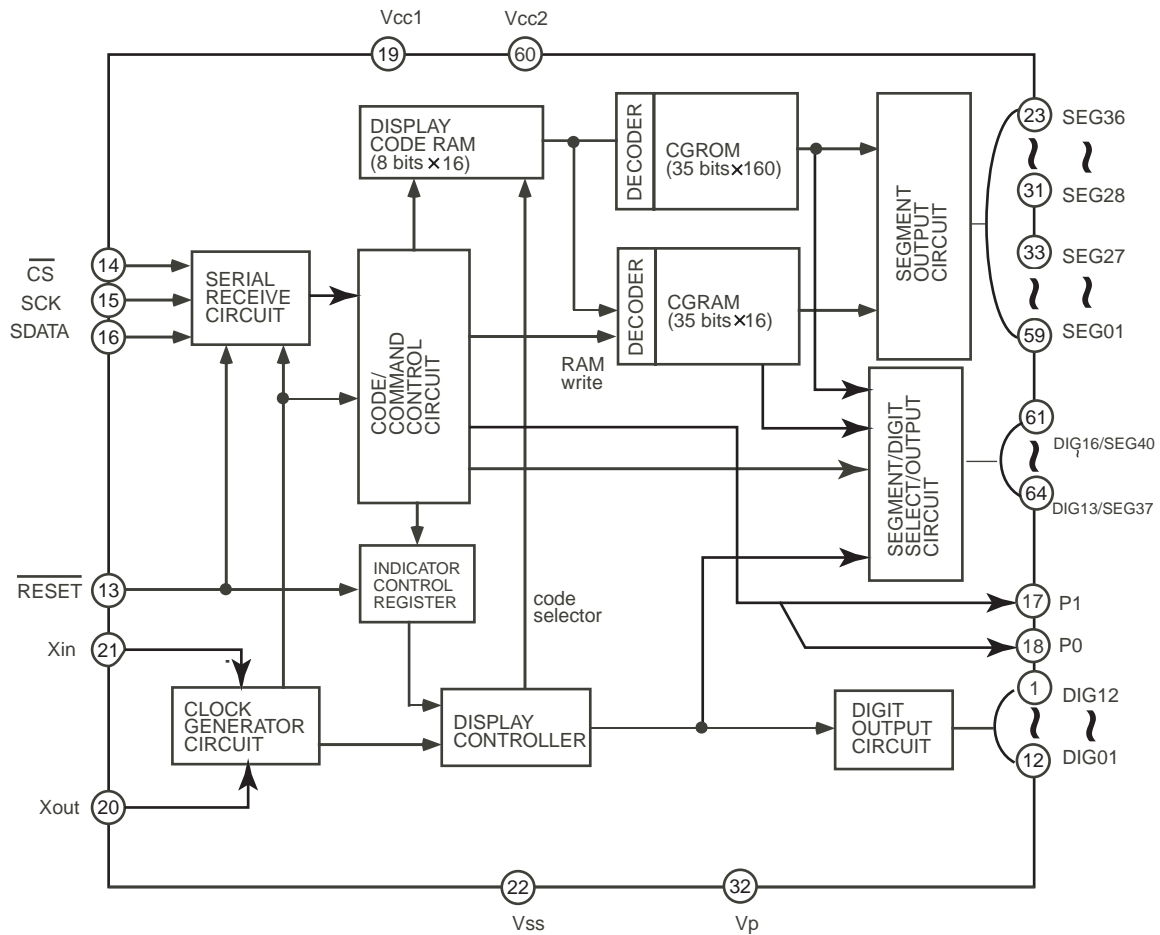 Vcc1
Vcc2
19
60
DISPLAY
CODE RAM
(8 bits×16)
DECODER
CGROM
(35 bits×160)
SEGMENT
OUTPUT
CIRCUIT
23
SEG36
31
SEG28
33
SEG27
59
SEG01
CS
14
SCK
15
SDATA
16
SERIAL
RECEIVE
CIRCUIT
CODE/
COMMAND
CONTROL
CIRCUIT
DECODER
CGRAM
(35 bits×16)
RAM
write
SEGMENT/DIGIT
SELECT/OUTPUT
CIRCUIT
61
DIG16/SEG40
64
DIG13/SEG37
RESET
13
INDICATOR
CONTROL
REGISTER
code
selector
17
P1
18
P0
Xin
21
CLOCK
GENERATOR
CIRCUIT
DISPLAY
CONTROLLER
DIGIT
OUTPUT
CIRCUIT
1
DIG12
12
DIG01
Xout
20
22
32
Vss
Vp